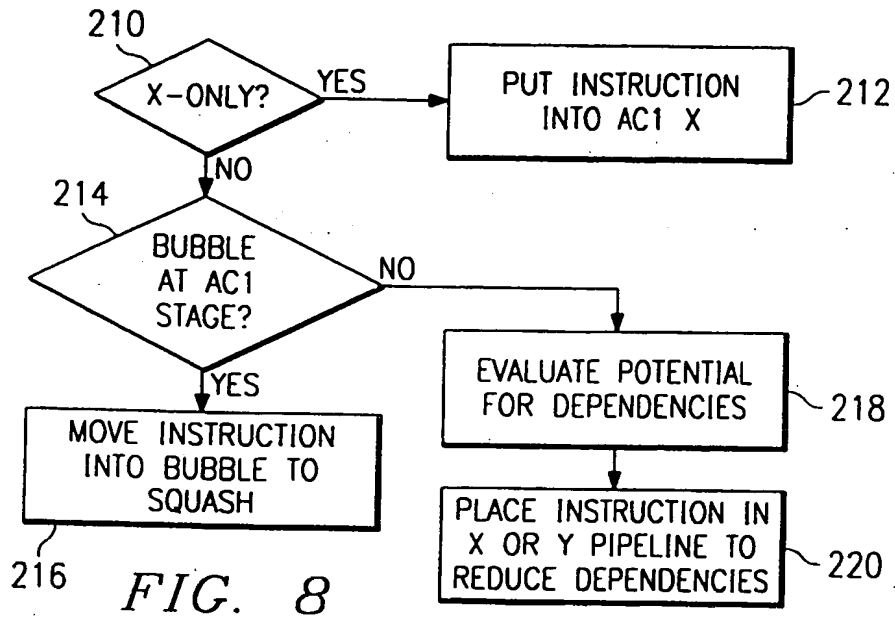 210
X-ONLY?
YES
PUT INSTRUCTION
INTO AC1 X
212
NO
214
BUBBLE
AT AC1
STAGE?
NO
YES
EVALUATE POTENTIAL
FOR DEPENDENCIES
218
MOVE INSTRUCTION
INTO BUBBLE TO
SQUASH
216
PLACE INSTRUCTION IN
X OR Y PIPELINE TO
REDUCE DEPENDENCIES
220
FIG. 8